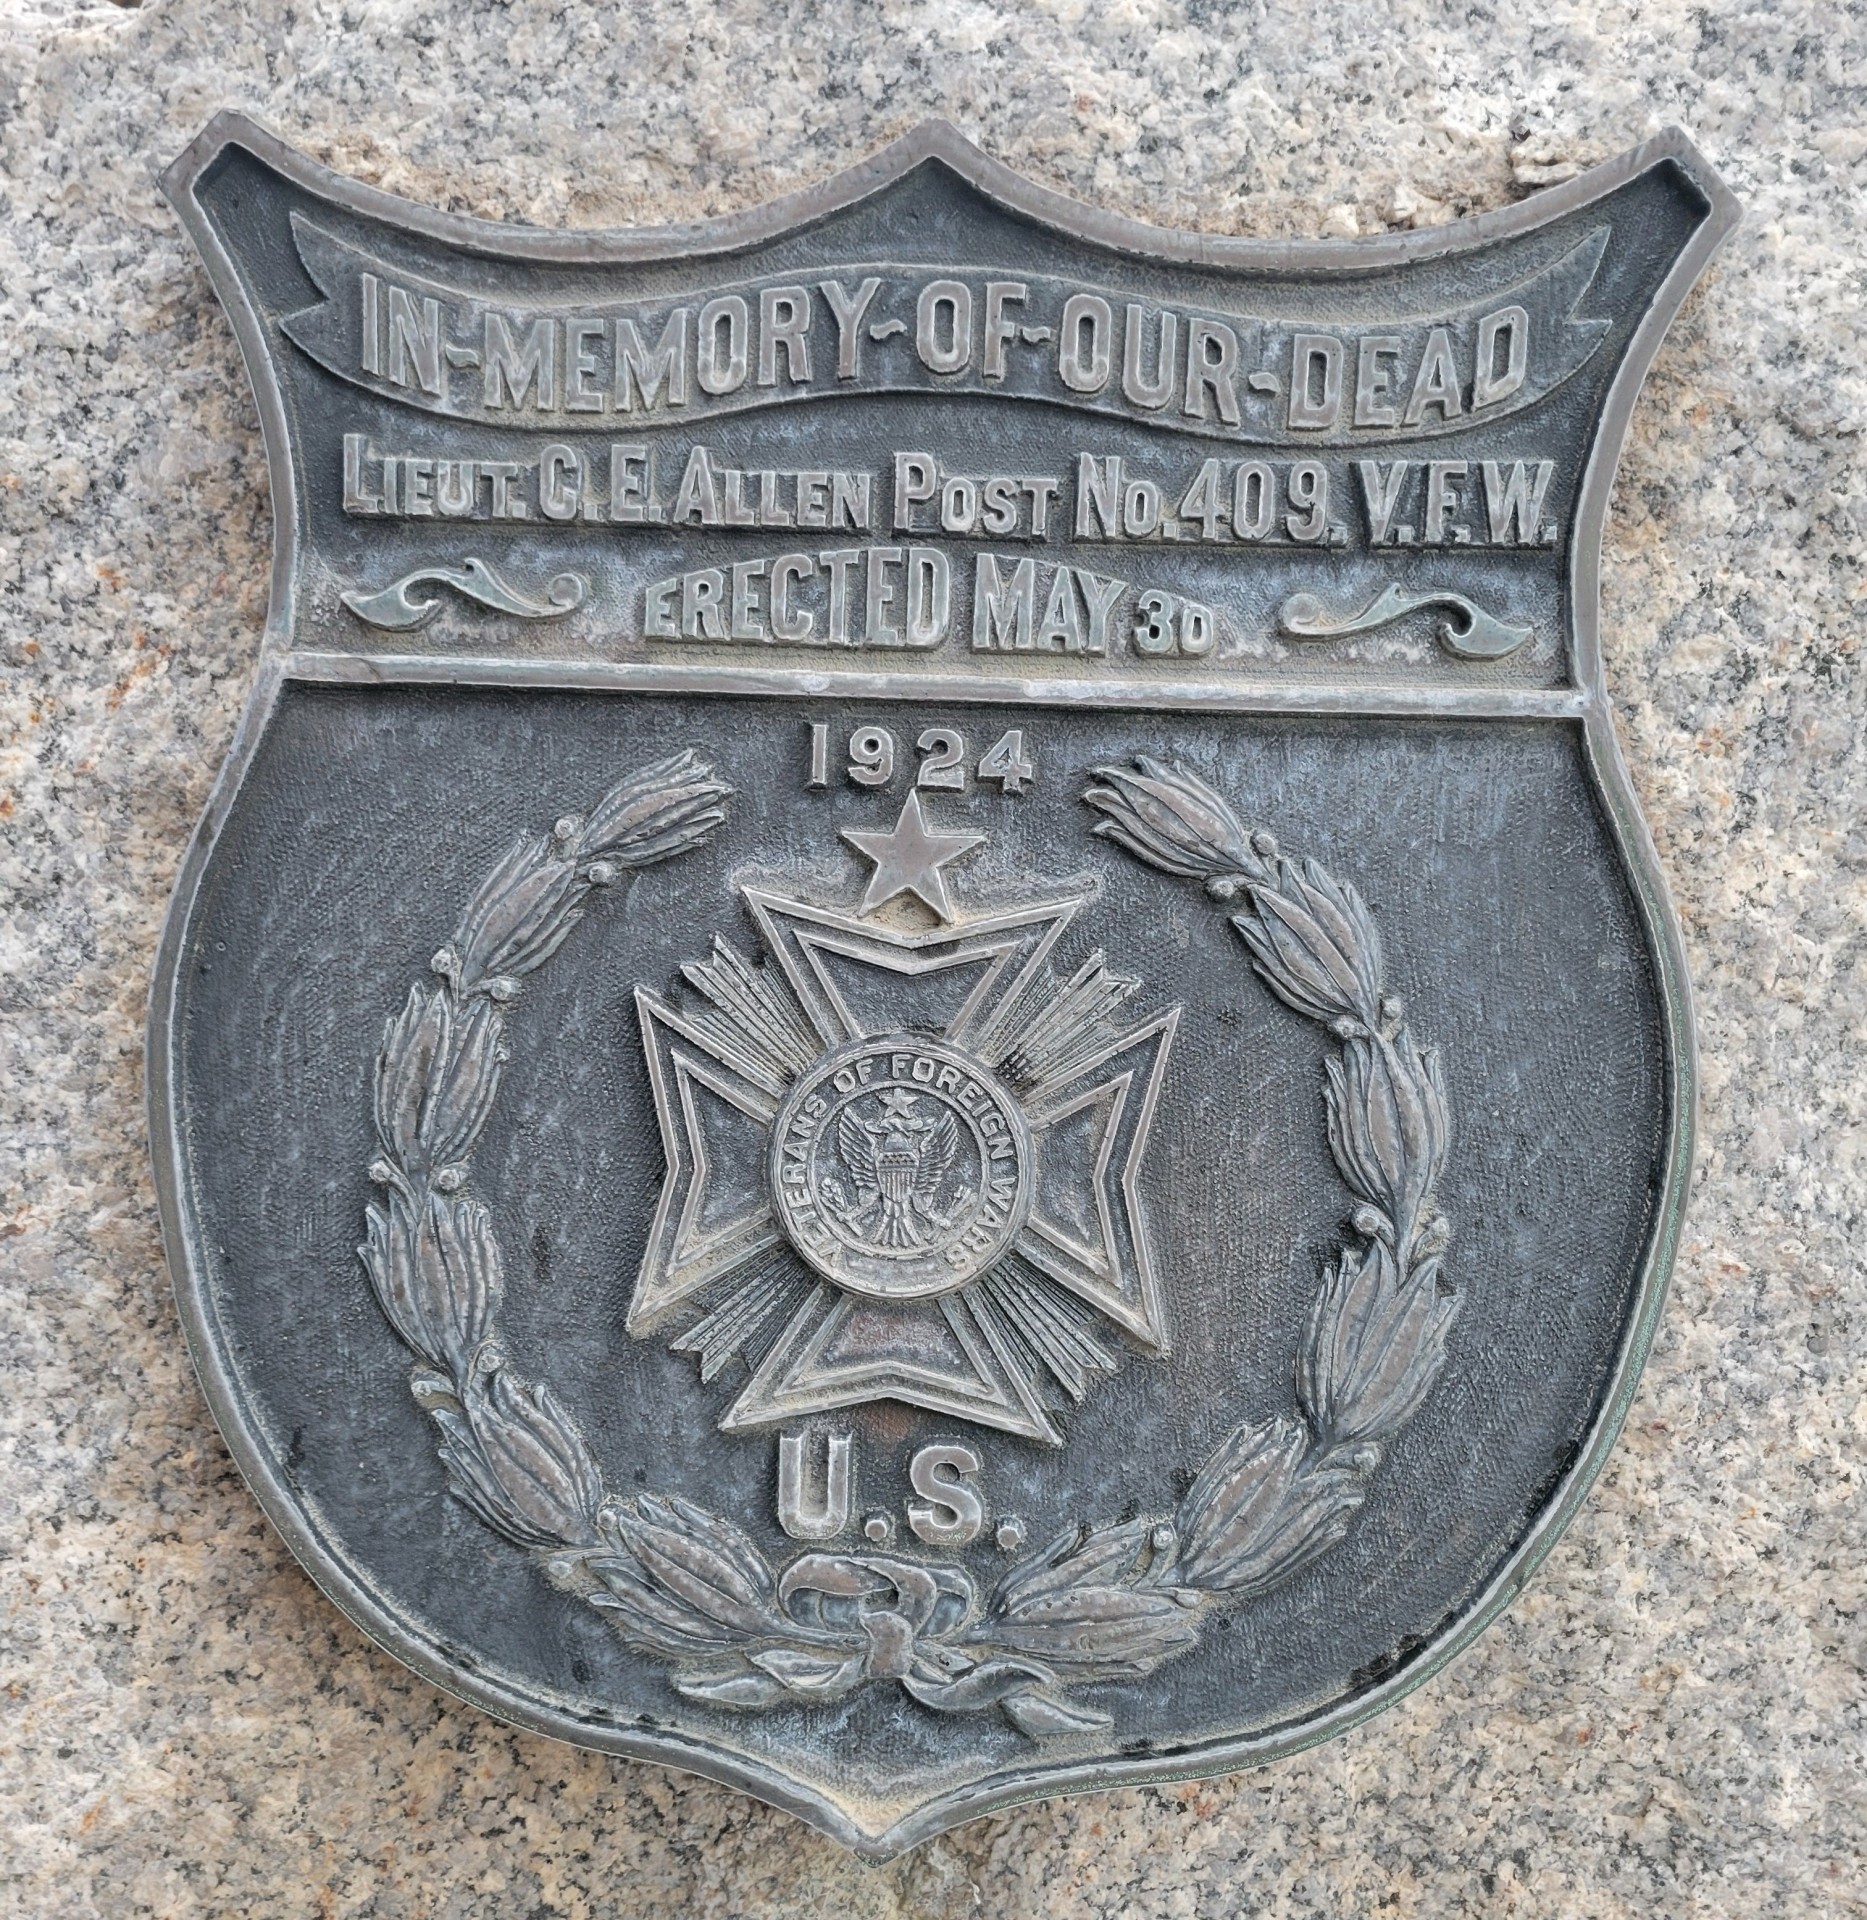 IN-MEMORY-OF-OUR-DEAD
LIEUT. C. E. ALLEN POST NO. 409. V.F.W.
ERECTED MAY 30
1924
VETERANS OF FOREIGN WARS
U.S.